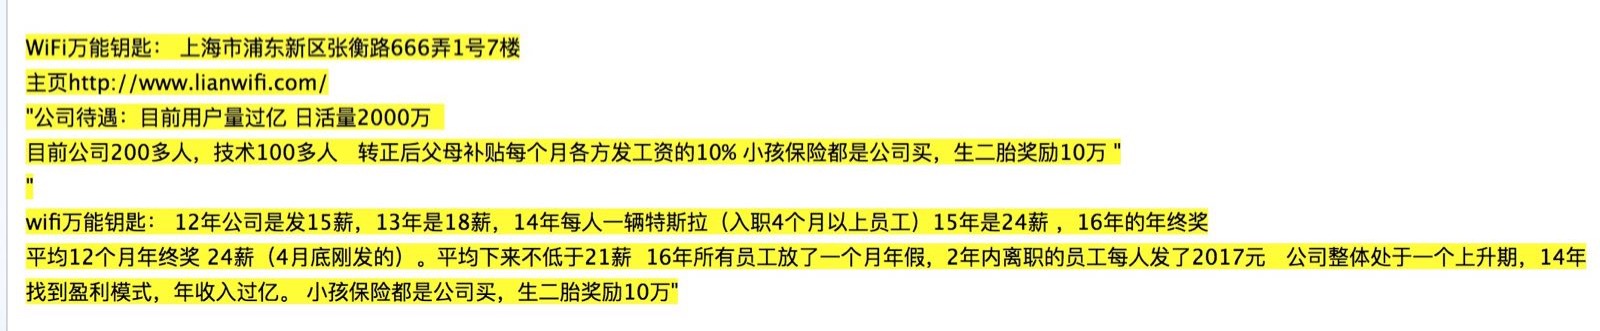 WiFi万能钥匙： 上海市浦东新区张衡路666弄1号7楼
主页http://www.lianwifi.com/
"公司待遇：目前用户量过亿 日活量2000万
目前公司200多人，技术100多人 转正后父母补贴每个月各方发工资的10% 小孩保险都是公司买，生二胎奖励10万 "
"
wifi万能钥匙： 12年公司是发15薪，13年是18薪，14年每人一辆特斯拉（入职4个月以上员工）15年是24薪 ，16年的年终奖
平均12个月年终奖 24薪（4月底刚发的）。平均下来不低于21薪 16年所有员工放了一个月年假，2年内离职的员工每人发了2017元 公司整体处于一个上升期，14年
找到盈利模式，年收入过亿。 小孩保险都是公司买，生二胎奖励10万"